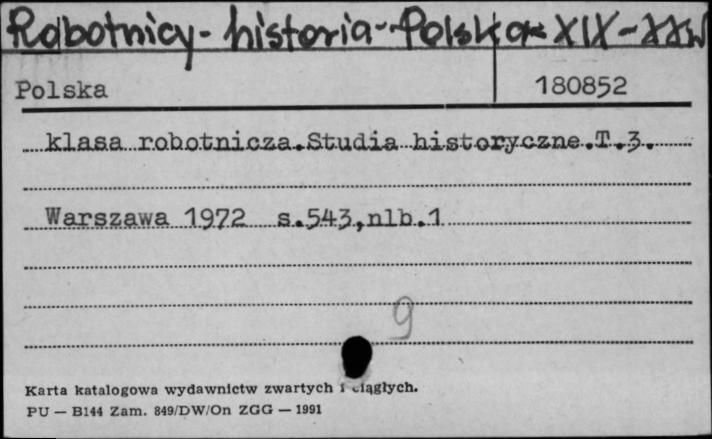 Robotnicy - historia - Polska - XIX - XX w
Polska 180852
klasa robotnicza.Studia historyczne.T.3.
Warszawa 1972 s.543,nlb.1
9
Karta katalogowa wydawnictw zwartych i ciągłych.
PU — B144 Zam. 849/DW/On ZGG — 1991